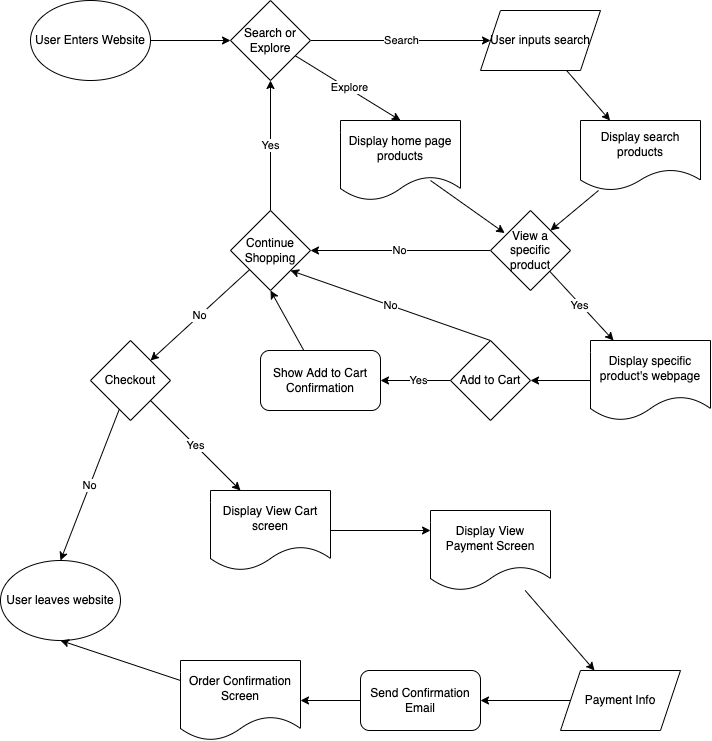 User Enters Website
Search or
Explore
Search
User inputs search
Explore
Display home page
products
Display search
products
Yes
Continue
Shopping
No
View a
specific
product
No
No
Yes
Checkout
Show Add to Cart
Confirmation
Yes
Add to Cart
Display specific
product's webpage
No
Yes
Display View Cart
screen
Display View
Payment Screen
User leaves website
Order Confirmation
Screen
Send Confirmation
Email
Payment Info